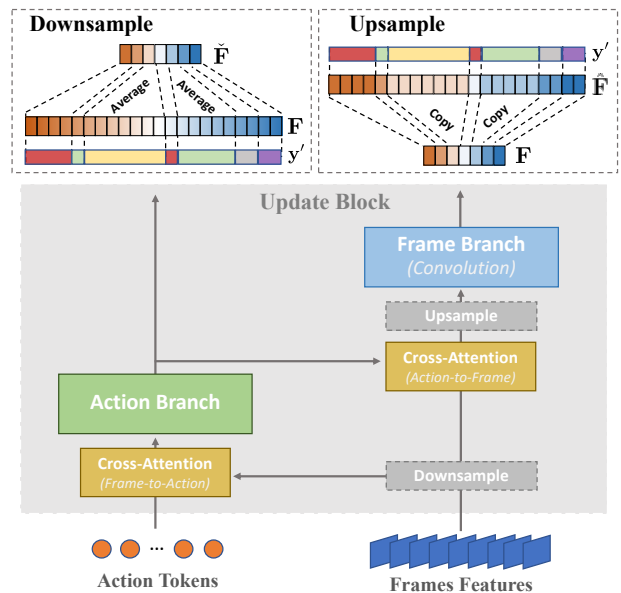 Downsample
F̌
Average
Average
F
y′
Upsample
y′
F̂
Copy
Copy
F
Update Block
Frame Branch
(Convolution)
Upsample
Cross-Attention
(Action-to-Frame)
Action Branch
Cross-Attention
(Frame-to-Action)
Downsample
...
Action Tokens
Frames Features